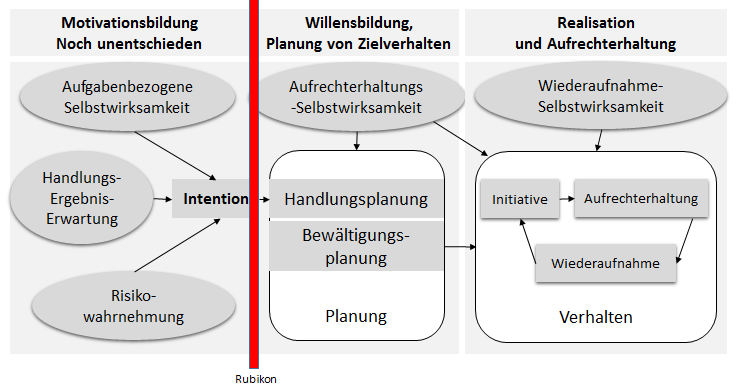 Motivationsbildung
Noch unentschieden
Willensbildung,
Planung von Zielverhalten
Realisation
und Aufrechterhaltung
Aufgabenbezogene
Selbstwirksamkeit
Aufrechterhaltungs
-Selbstwirksamkeit
Wiederaufnahme-
Selbstwirksamkeit
Handlungs-
Ergebnis-
Erwartung
Intention
Handlungsplanung
Bewältigungs-
planung
Initiative
Aufrechterhaltung
Wiederaufnahme
Risiko-
wahrnehmung
Planung
Verhalten
Rubikon